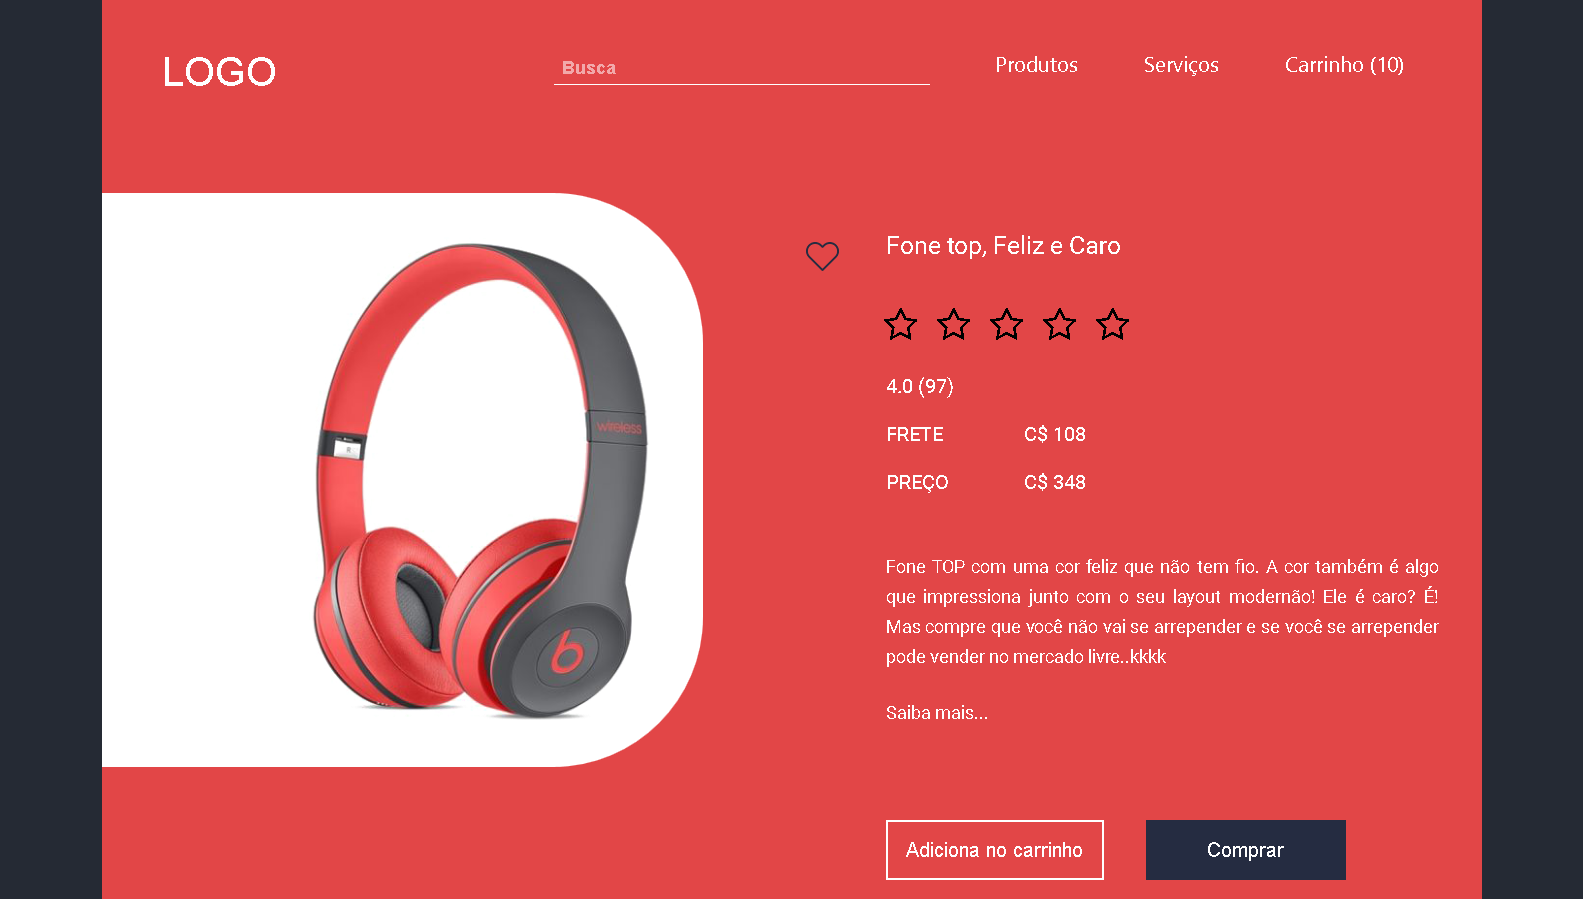 LOGO
Busca
Produtos
Serviços
Carrinho (10)
Fone top, Feliz e Caro
4.0 (97)
FRETE C$ 108
PREÇO C$ 348
wireless
Fone TOP com uma cor feliz que não tem fio. A cor também é algo
que impressiona junto com o seu layout modernão! Ele é caro? É!
Mas compre que você não vai se arrepender e se você se arrepender
pode vender no mercado livre..kkkk
Saiba mais...
Adiciona no carrinho
Comprar